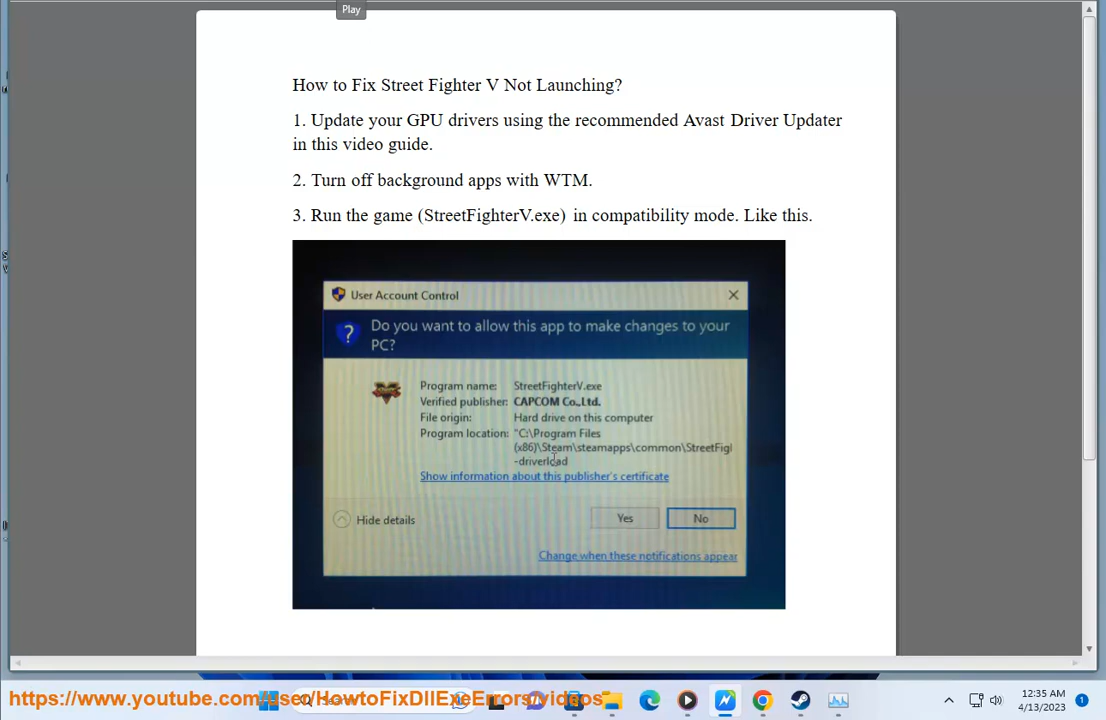 Play
How to Fix Street Fighter V Not Launching?
1. Update your GPU drivers using the recommended Avast Driver Updater
in this video guide.
2. Turn off background apps with WTM.
3. Run the game (StreetFighterV.exe) in compatibility mode. Like this.
User Account Control
Do you want to allow this app to make changes to your
PC?
Program name: StreetFighterV.exe
Verified publisher: CAPCOM Co.,Ltd.
File origin: Hard drive on this computer
Program location: "C:\Program Files
(x86)\Steam\steamapps\common\StreetFigl
-driverload
Show information about this publisher's certificate
Hide details
Yes
No
Change when these notifications appear
https://www.youtube.com/user/HowtoFixDllExeErrors/videos
12:35 AM
4/13/2023
1